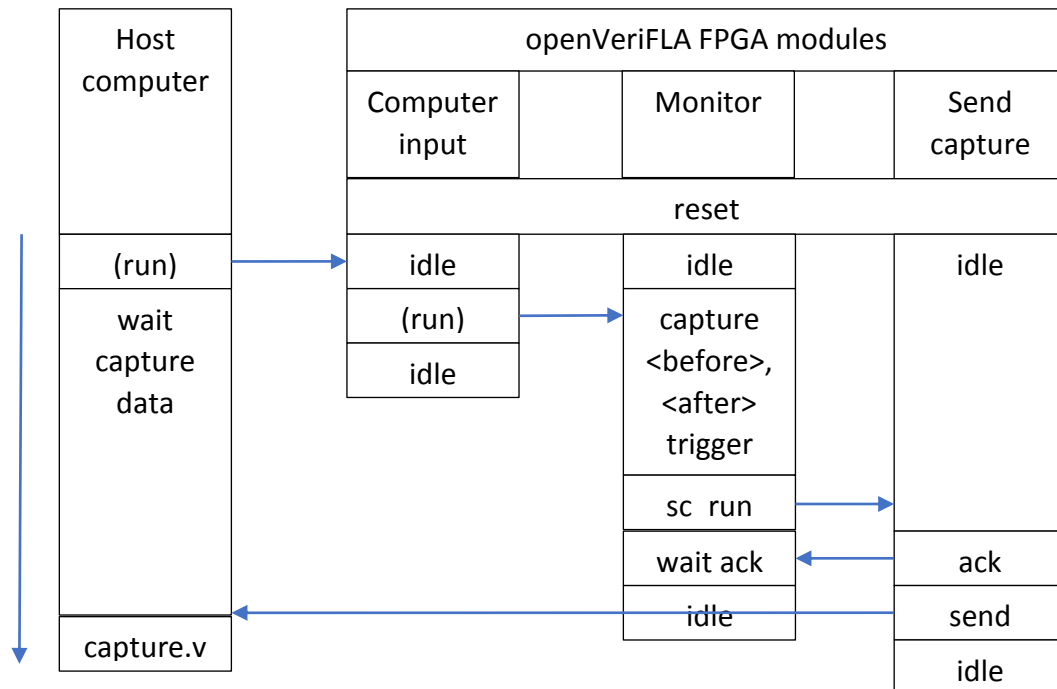 Host
computer
openVeriFLA FPGA modules
Computer
input
Monitor
Send
capture
reset
(run)
idle
idle
idle
wait
capture
data
(run)
capture
<before>,
<after>
trigger
idle
sc run
wait ack
ack
idle
send
capture.v
idle